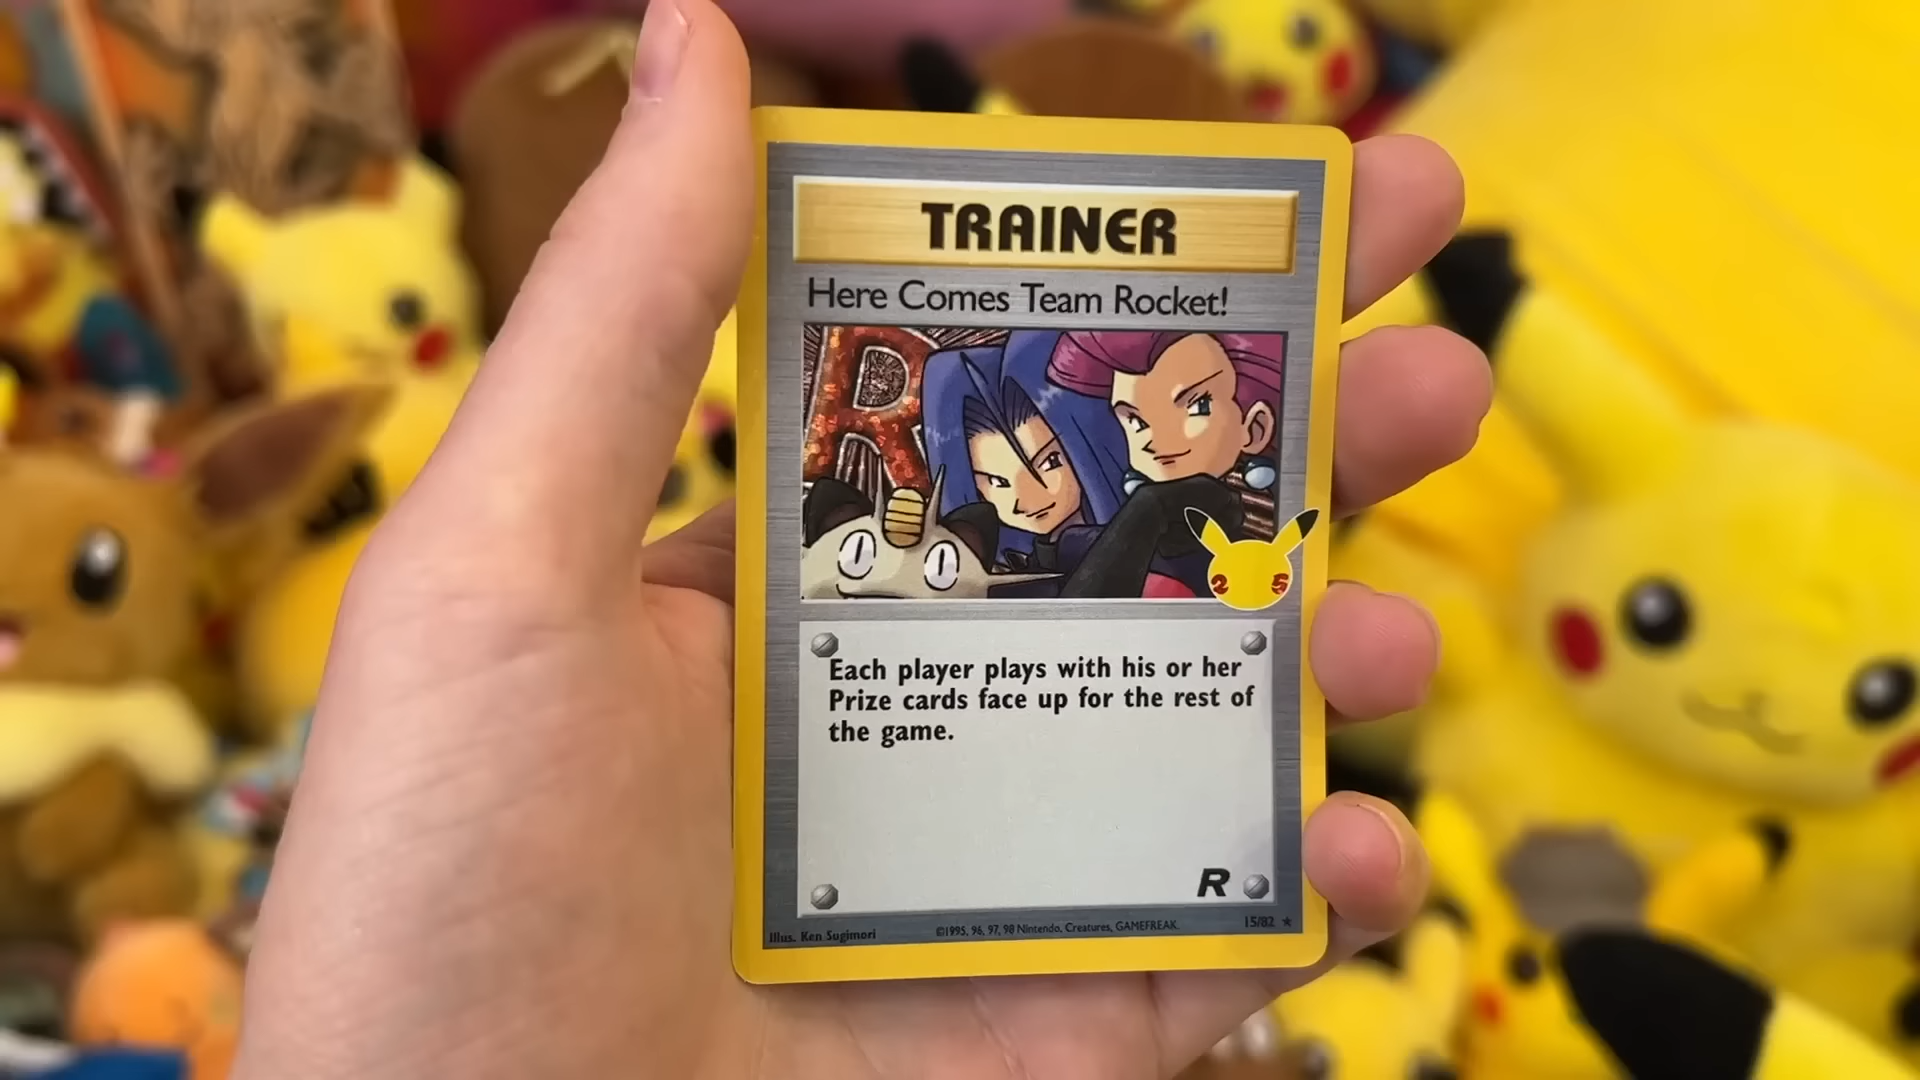 TRAINER
Here Comes Team Rocket!
R
25
Each player plays with his or her
Prize cards face up for the rest of
the game.
R
Illus. Ken Sugimori
©1995, 96, 97, 98 Nintendo, Creatures, GAMEFREAK.
15/82 ★